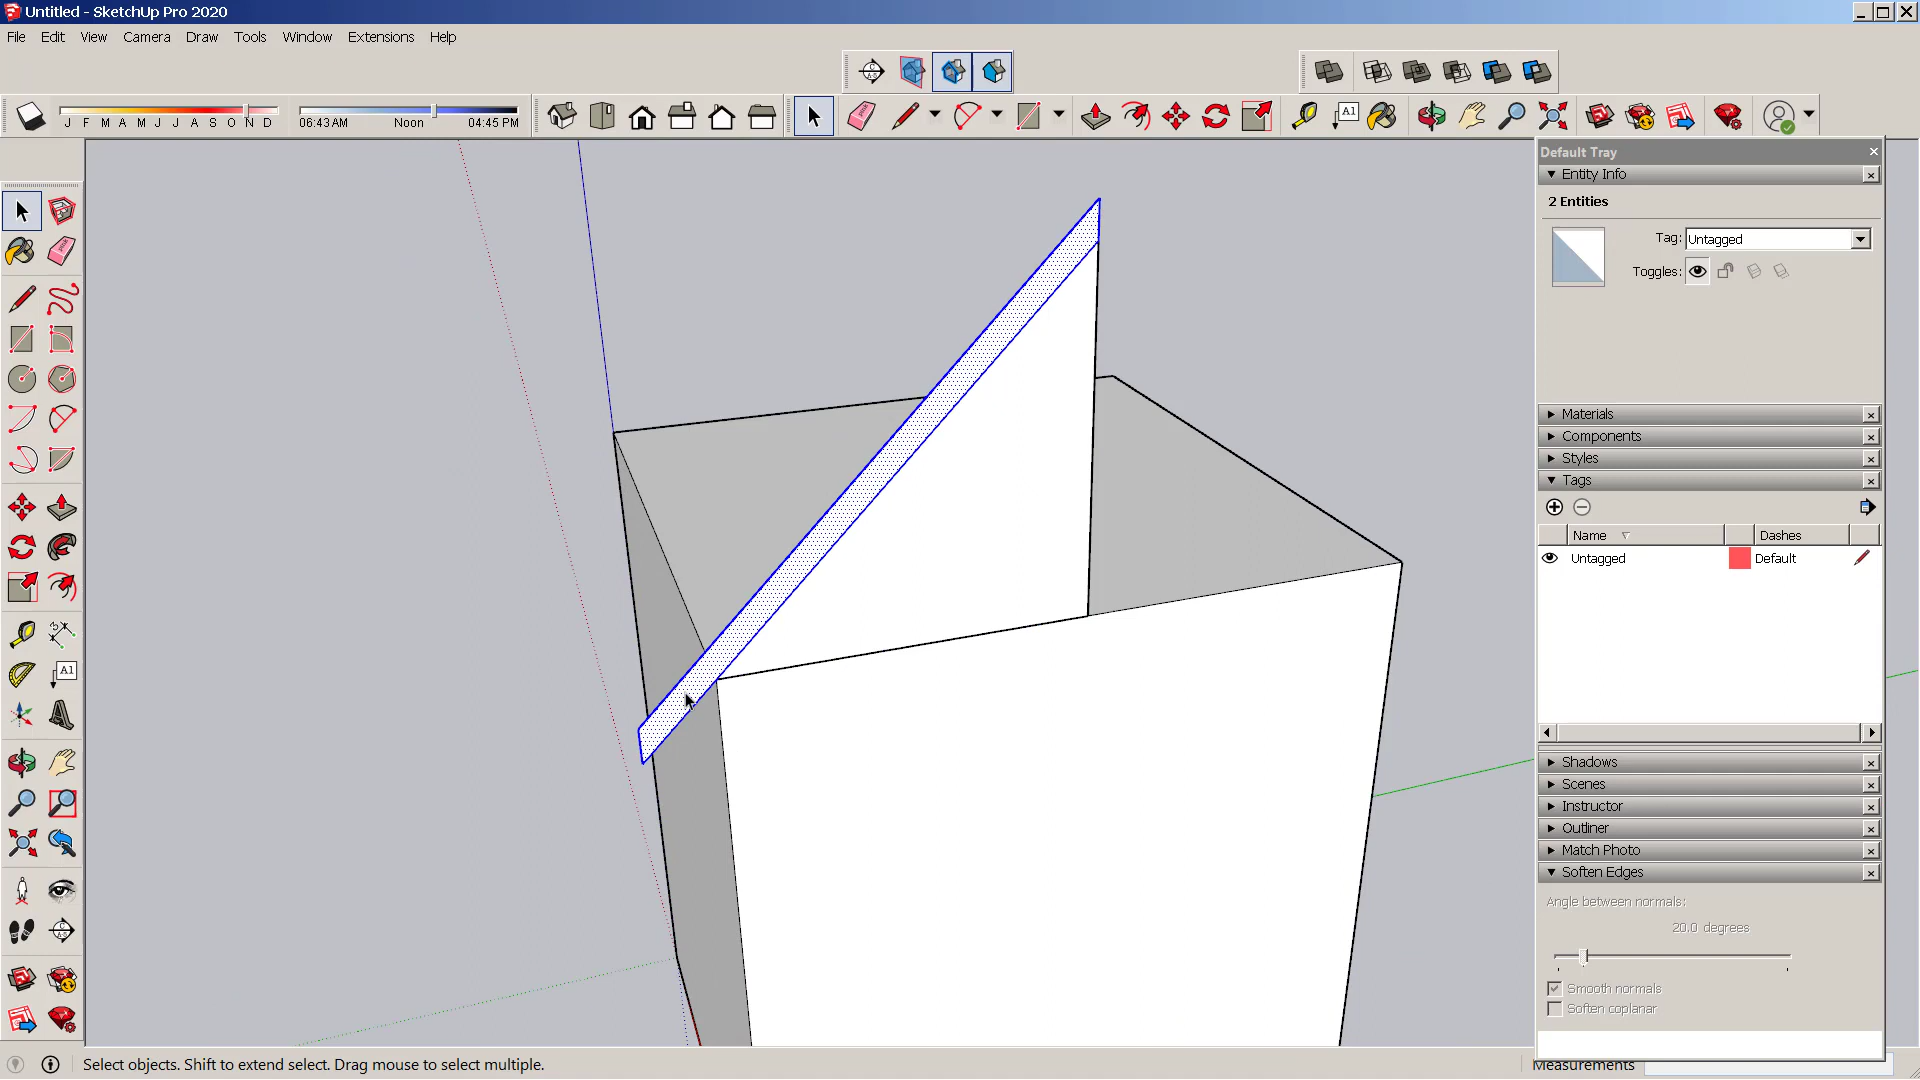 Untitled - SketchUp Pro 2020
File Edit View Camera Draw Tools Window Extensions Help
J F M A M J J A S O N D
06:43 AM Noon 04:45 PM
A1
Default Tray
Entity Info
2 Entities
Tag: Untagged
Toggles:
A1
Materials
Components
Styles
Tags
Name Dashes
Untagged Default
Shadows
Scenes
Instructor
Outliner
Match Photo
Soften Edges
Angle between normals:
20.0 degrees
Smooth normals
Soften coplanar
Select objects. Shift to extend select. Drag mouse to select multiple.
Measurements